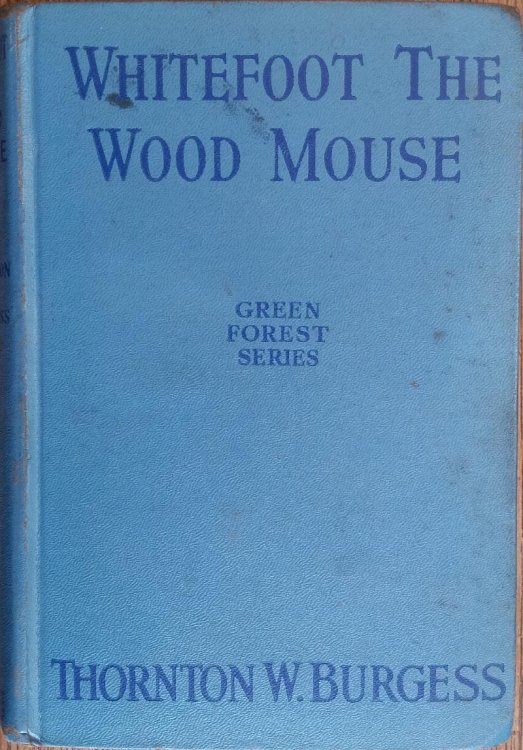 WHITEFOOT THE
WOOD MOUSE
GREEN
FOREST
SERIES
THORNTON W. BURGESS